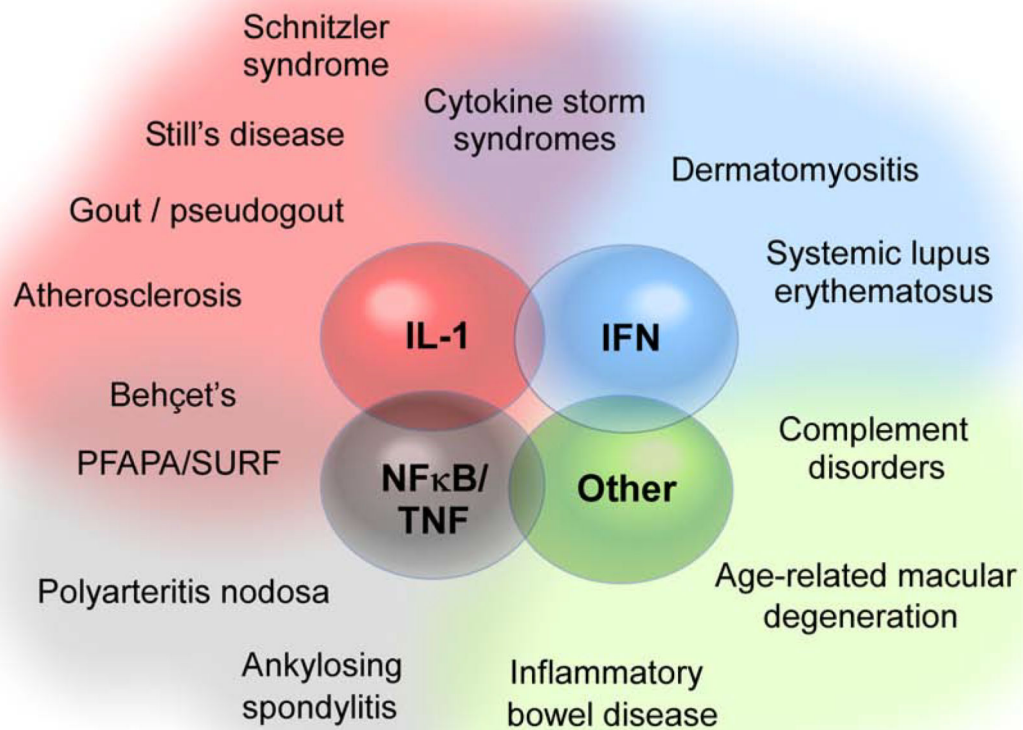 Schnitzler
syndrome
Cytokine storm
syndromes
Still's disease
Dermatomyositis
Gout / pseudogout
Systemic lupus
erythematosus
Atherosclerosis
IL-1
IFN
Behçet's
PFAPA/SURF
Complement
disorders
NFκB/
TNF
Other
Polyarteritis nodosa
Age-related macular
degeneration
Ankylosing
spondylitis
Inflammatory
bowel disease